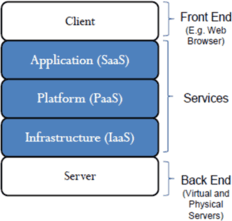 Client
Application (SaaS)
Platform (PaaS)
Infrastructure (IaaS)
Server
Front End
(E.g. Web
Browser)
Services
Back End
(Virtual and
Physical
Servers)